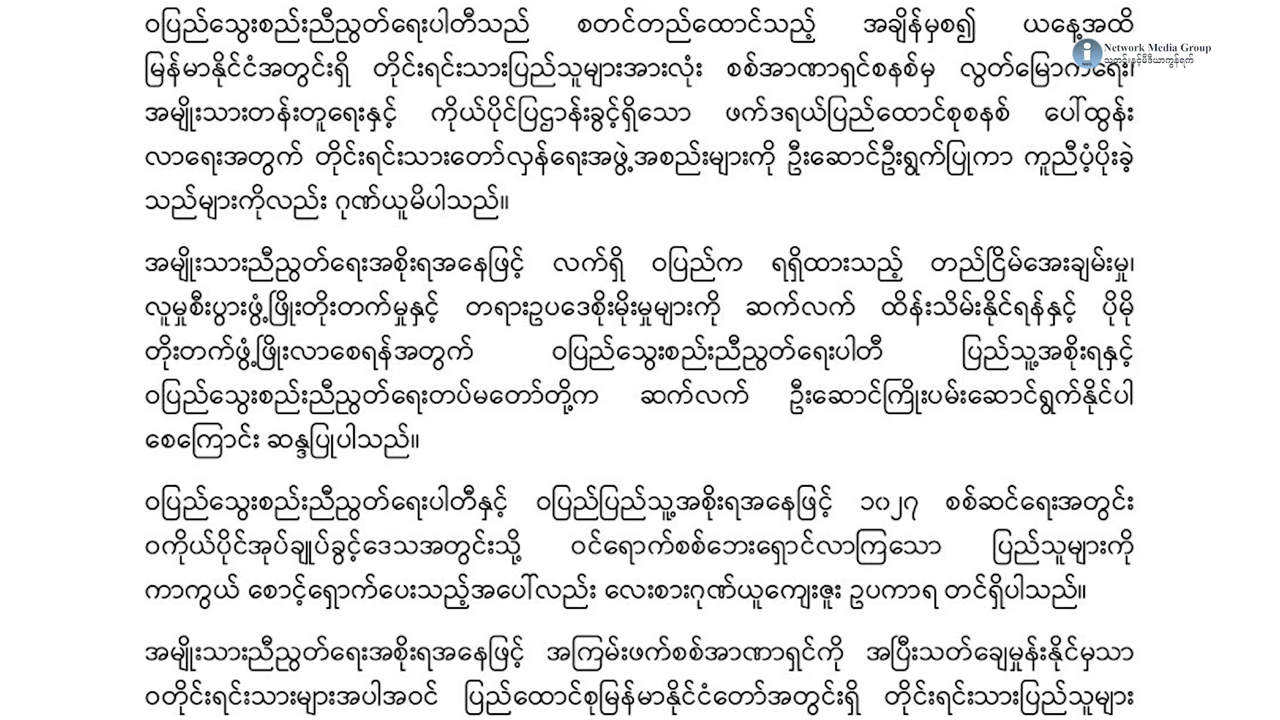 ဝပြည်သွေးစည်းညီညွတ်ရေးပါတီသည် စတင်တည်ထောင်သည့် အချိန်မှစ၍ ယနေ့အထိ
Network Media Group
သတင်းနှင့်မီဒီယာကွန်ရက်
မြန်မာနိုင်ငံအတွင်းရှိ တိုင်းရင်းသားပြည်သူများအားလုံး စစ်အာဏာရှင်စနစ်မှ လွတ်မြောက်ရေး၊
အမျိုးသားတန်းတူရေးနှင့် ကိုယ်ပိုင်ပြဌာန်းခွင့်ရှိသော ဖက်ဒရယ်ပြည်ထောင်စုစနစ် ပေါ်ထွန်း
လာရေးအတွက် တိုင်းရင်းသားတော်လှန်ရေးအဖွဲ့အစည်းများကို ဦးဆောင်ဦးရွက်ပြုကာ ကူညီပံ့ပိုးခဲ့
သည်များကိုလည်း ဂုဏ်ယူမိပါသည်။
အမျိုးသားညီညွတ်ရေးအစိုးရအနေဖြင့် လက်ရှိ ဝပြည်က ရရှိထားသည့် တည်ငြိမ်အေးချမ်းမှု၊
လူမှုစီးပွားဖွံ့ဖြိုးတိုးတက်မှုနှင့် တရားဥပဒေစိုးမိုးမှုများကို ဆက်လက် ထိန်းသိမ်းနိုင်ရန်နှင့် ပိုမို
တိုးတက်ဖွံ့ဖြိုးလာစေရန်အတွက် ဝပြည်သွေးစည်းညီညွတ်ရေးပါတီ ပြည်သူ့အစိုးရနှင့်
ဝပြည်သွေးစည်းညီညွတ်ရေးတပ်မတော်တို့က ဆက်လက် ဦးဆောင်ကြိုးပမ်းဆောင်ရွက်နိုင်ပါ
စေကြောင်း ဆန္ဒပြုပါသည်။
ဝပြည်သွေးစည်းညီညွတ်ရေးပါတီနှင့် ဝပြည်ပြည်သူ့အစိုးရအနေဖြင့် ၁၀၂၇ စစ်ဆင်ရေးအတွင်း
ဝကိုယ်ပိုင်အုပ်ချုပ်ခွင့်ဒေသအတွင်းသို့ ဝင်ရောက်စစ်ဘေးရှောင်လာကြသော ပြည်သူများကို
ကာကွယ် စောင့်ရှောက်ပေးသည့်အပေါ်လည်း လေးစားဂုဏ်ယူကျေးဇူး ဥပကာရ တင်ရှိပါသည်။
အမျိုးသားညီညွတ်ရေးအစိုးရအနေဖြင့် အကြမ်းဖက်စစ်အာဏာရှင်ကို အပြီးသတ်ချေမှုန်းနိုင်မှသာ
ဝတိုင်းရင်းသားများအပါအဝင် ပြည်ထောင်စုမြန်မာနိုင်ငံတော်အတွင်းရှိ တိုင်းရင်းသားပြည်သူများ